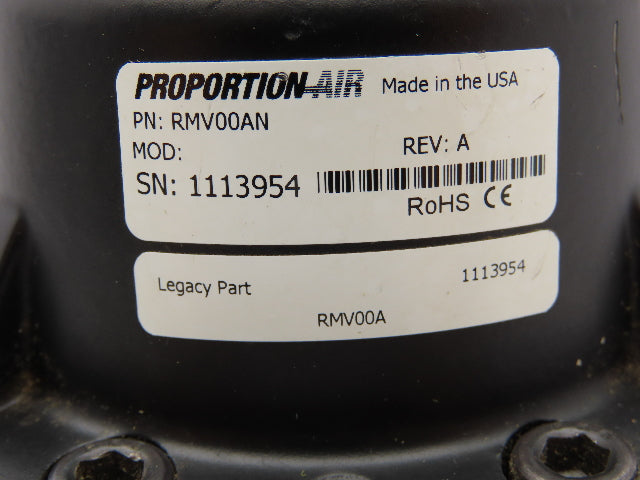 PROPORTION-AIR Made in the USA
PN: RMV00AN
MOD: REV: A
SN: 1113954
RoHS CE
Legacy Part 1113954
RMV00A